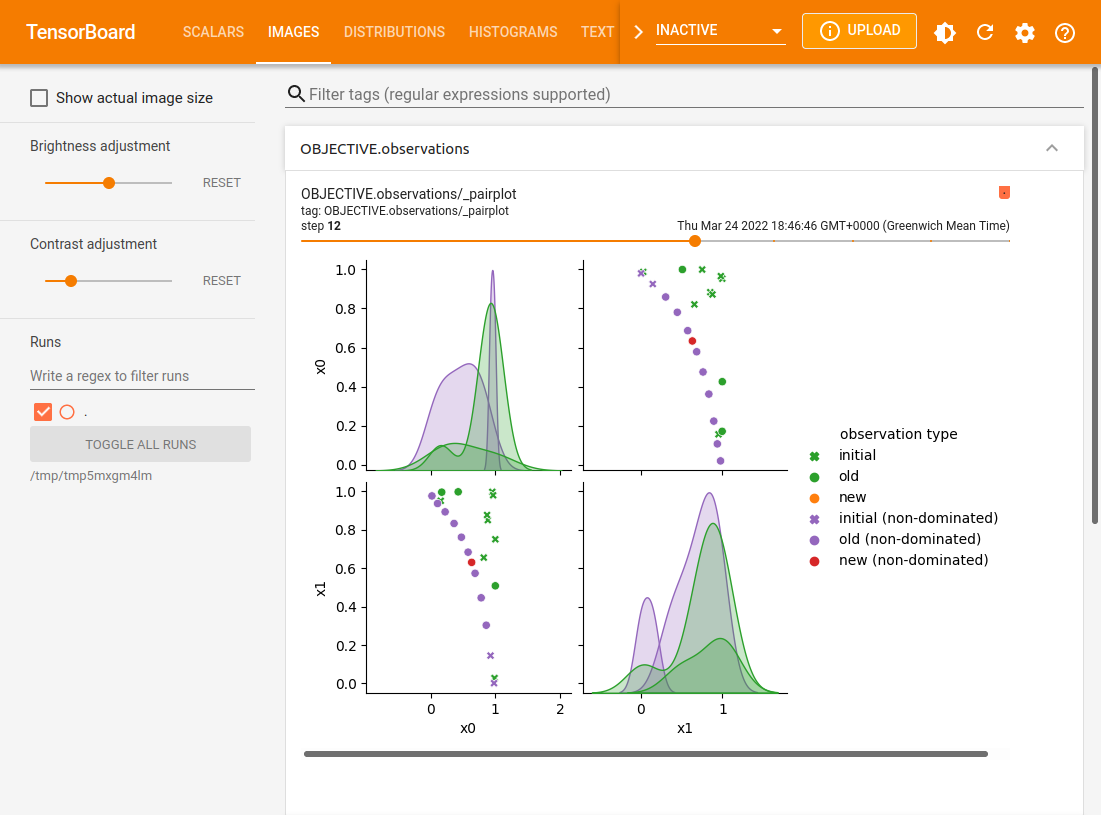 TensorBoard SCALARS IMAGES DISTRIBUTIONS HISTOGRAMS TEXT INACTIVE UPLOAD
Show actual image size
Brightness adjustment
RESET
Contrast adjustment
RESET
Runs
Write a regex to filter runs
.
TOGGLE ALL RUNS
/tmp/tmp5mxgm4lm
Filter tags (regular expressions supported)
OBJECTIVE.observations
OBJECTIVE.observations/_pairplot
tag: OBJECTIVE.observations/_pairplot
step 12 Thu Mar 24 2022 18:46:46 GMT+0000 (Greenwich Mean Time)
1.0
0.8
0.6
0.4
0.2
0.0
x0
1.0
0.8
0.6
0.4
0.2
0.0
x1
0 1 2
x0
0 1
x1
observation type
initial
old
new
initial (non-dominated)
old (non-dominated)
new (non-dominated)